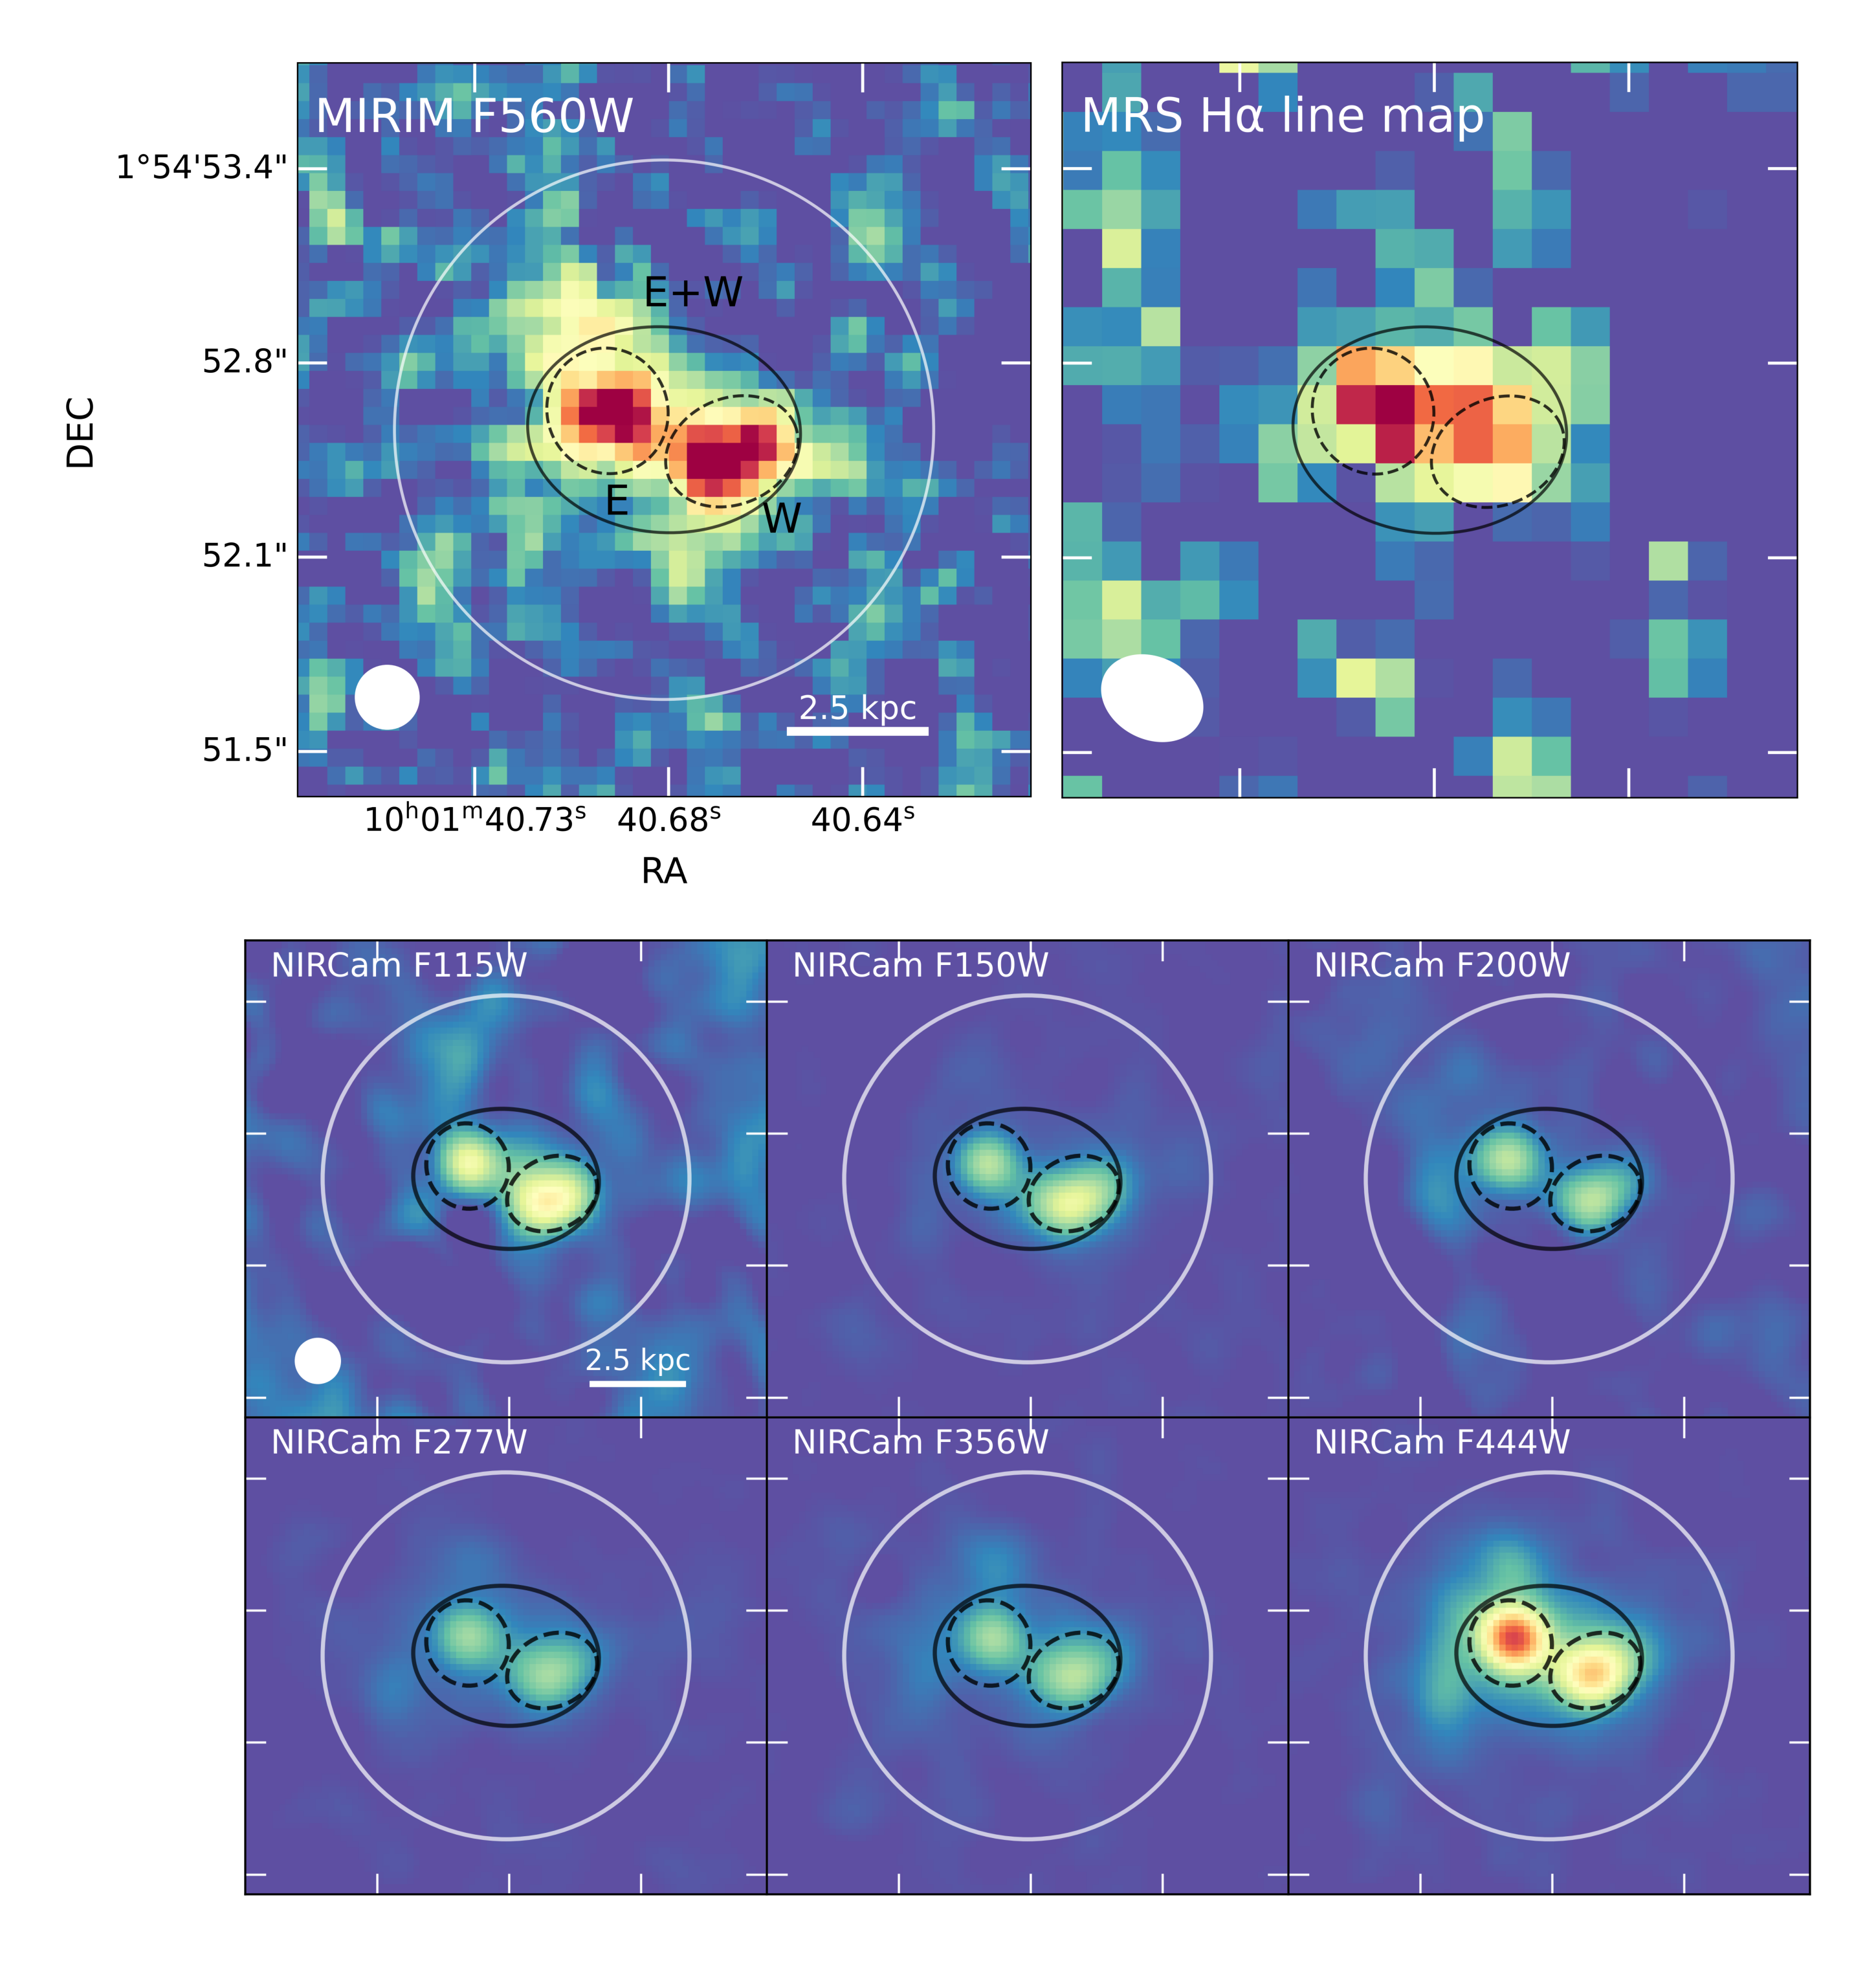 MIRIM F560W
MRS Hα line map
1°54'53.4"
52.8"
52.1"
51.5"
DEC
E+W
E
W
2.5 kpc
10ʰ01ᵐ40.73ˢ 40.68ˢ 40.64ˢ
RA
NIRCam F115W
NIRCam F150W
NIRCam F200W
2.5 kpc
NIRCam F277W
NIRCam F356W
NIRCam F444W